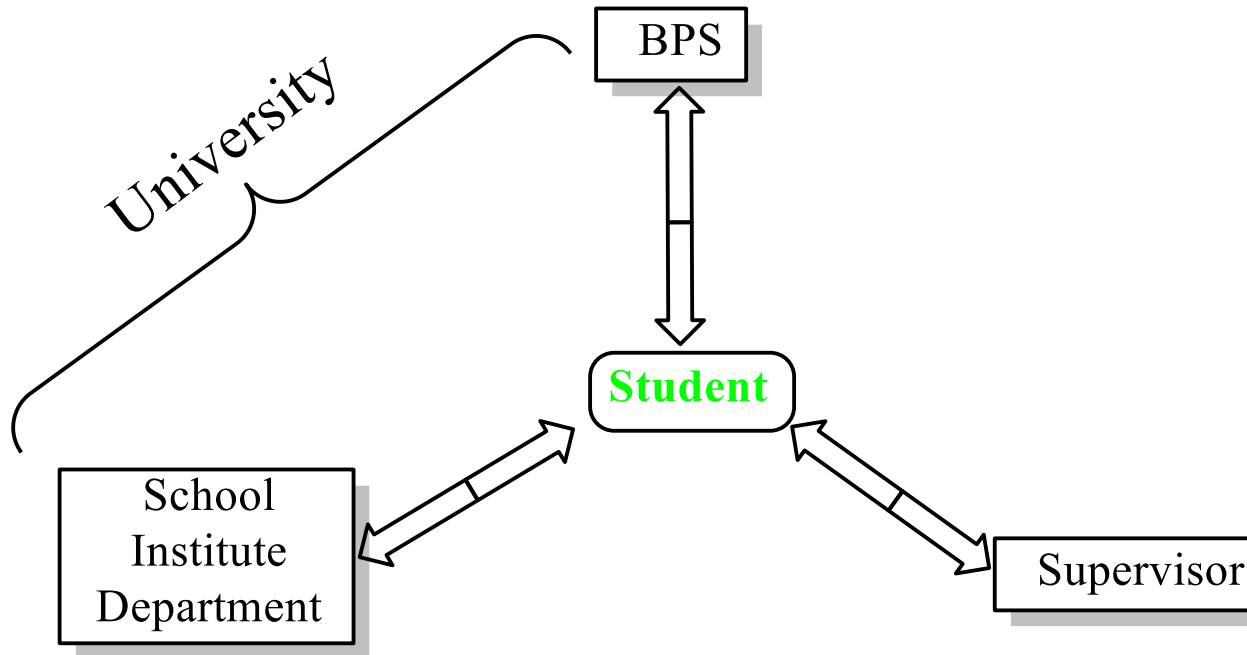 BPS
University
Student
School
Institute
Department
Supervisor